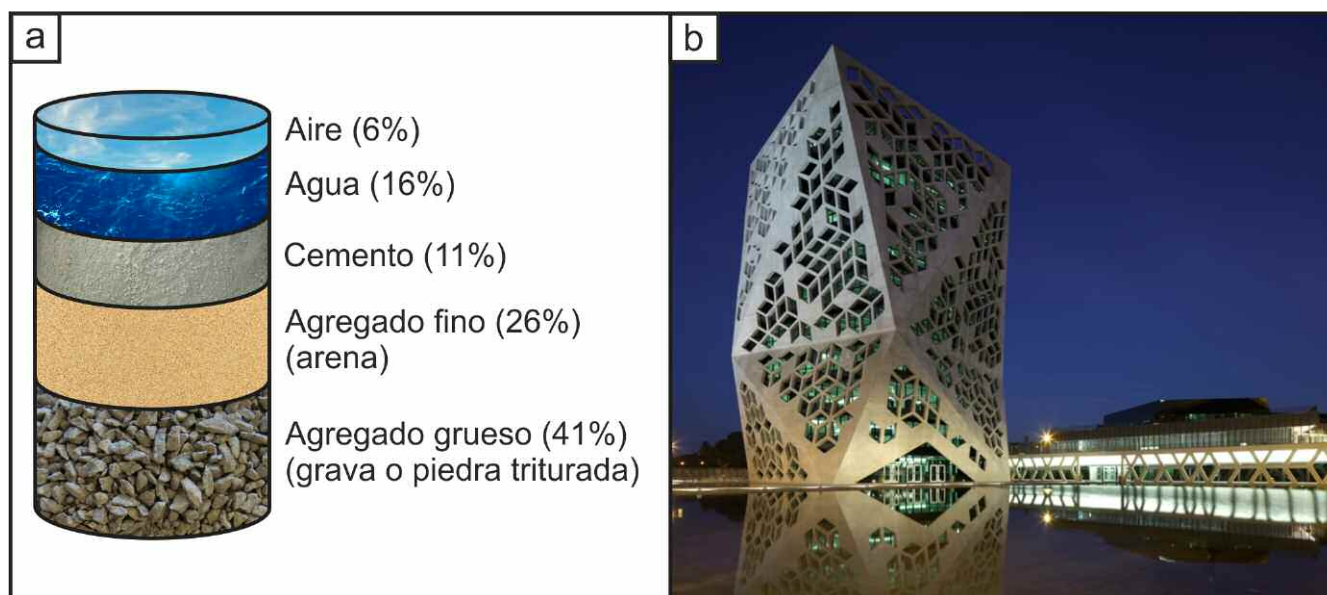 a
Aire (6%)
Agua (16%)
Cemento (11%)
Agregado fino (26%)
(arena)
Agregado grueso (41%)
(grava o piedra triturada)
b